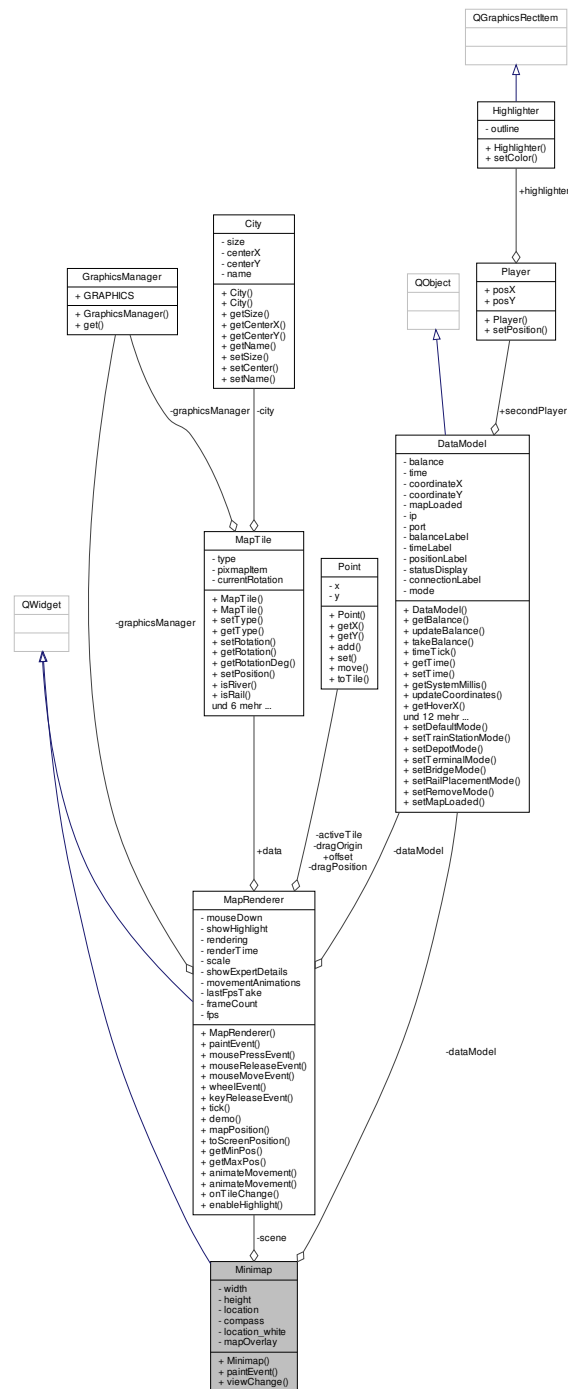 QGraphicsRectItem
Highlighter
- outline
+ Highlighter()
+ setColor()
+highlighter
Player
+ posX
+ posY
+ Player()
+ setPosition()
+secondPlayer
City
- size
- centerX
- centerY
- name
+ City()
+ City()
+ getSize()
+ getCenterX()
+ getCenterY()
+ getName()
+ setSize()
+ setCenter()
+ setName()
GraphicsManager
+ GRAPHICS
+ GraphicsManager()
+ get()
QObject
-graphicsManager
-city
DataModel
- balance
- time
- coordinateX
- coordinateY
- mapLoaded
- ip
- port
- balanceLabel
- timeLabel
- positionLabel
- statusDisplay
- connectionLabel
- mode
+ DataModel()
+ getBalance()
+ updateBalance()
+ takeBalance()
+ timeTick()
+ getTime()
+ setTime()
+ getSystemMillis()
+ updateCoordinates()
+ getHoverX()
und 12 mehr ...
+ setDefaultMode()
+ setTrainStationMode()
+ setDepotMode()
+ setTerminalMode()
+ setBridgeMode()
+ setRailPlacementMode()
+ setRemoveMode()
+ setMapLoaded()
MapTile
- type
- pixmapItem
- currentRotation
+ MapTile()
+ MapTile()
+ setType()
+ getType()
+ setRotation()
+ getRotation()
+ getRotationDeg()
+ setPosition()
+ isRiver()
+ isRail()
und 6 mehr ...
Point
- x
- y
+ Point()
+ getX()
+ getY()
+ add()
+ set()
+ move()
+ toTile()
QWidget
-graphicsManager
+data
-activeTile
-dragOrigin
+offset
-dragPosition
-dataModel
MapRenderer
- mouseDown
- showHighlight
- rendering
- renderTime
- scale
- showExpertDetails
- movementAnimations
- lastFpsTake
- frameCount
- fps
+ MapRenderer()
+ paintEvent()
+ mousePressEvent()
+ mouseReleaseEvent()
+ mouseMoveEvent()
+ wheelEvent()
+ keyReleaseEvent()
+ tick()
+ demo()
+ mapPosition()
+ toScreenPosition()
+ getMinPos()
+ getMaxPos()
+ animateMovement()
+ animateMovement()
+ onTileChange()
+ enableHighlight()
-dataModel
-scene
Minimap
- width
- height
- location
- compass
- location_white
- mapOverlay
+ Minimap()
+ paintEvent()
+ viewChange()